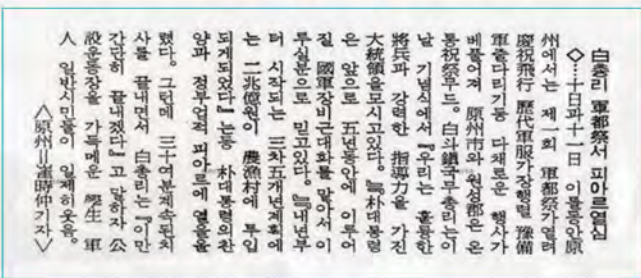 白총리 軍都祭서 피아르열심
◇…十日과十一日 이틀동안原
州에서는 제一회 軍都祭가열려
慶祝飛行 歷代軍服가장행렬 豫備
軍줄다리기등 다채로운 행사가
베풀어져 原州市와 원성郡은 온
통祝祭무드。白斗鎭국무총리는이
날 기념식에서『우리는 훌륭한
將兵과 강력한 指導力을 가진
大統領을모시고있다。』『朴대통령
은 앞으로 五년동안에 이루어
질 國軍장비근대화를 맡아서 이
루실분으로 믿고있다。』『내년부
터 시작되는 三차五개년계획에
는 二兆億원이 農漁村에 투입
되게되었다』는등 朴대통령의찬
양과 정부업적 피아르에 열을올
렸다。그런데 三十여분계속된치
사를 끝내면서 白총리는『이만
간단히 끝내겠다』고 말하자 公
設운동장을 가득메운 學生 軍
人 일반시민들이 일제히웃음。
<原州=盧時仲기자>